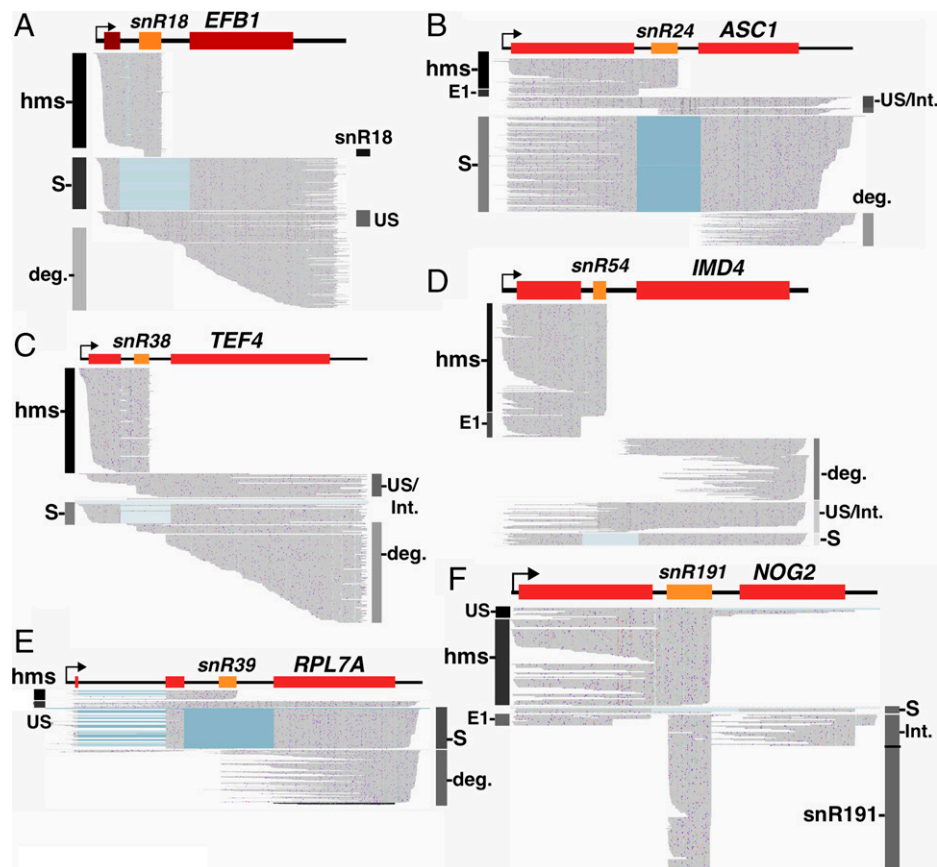 A
snR18 EFB1
hms
snR18
S
US
deg.
B
snR24 ASC1
hms
E1
US/Int.
S
deg.
C
snR38 TEF4
hms
US/
Int.
S
deg.
D
snR54 IMD4
hms
E1
deg.
US/Int.
S
E
snR39 RPL7A
hms
US
S
deg.
F
snR191 NOG2
US
hms
E1
S
Int.
snR191